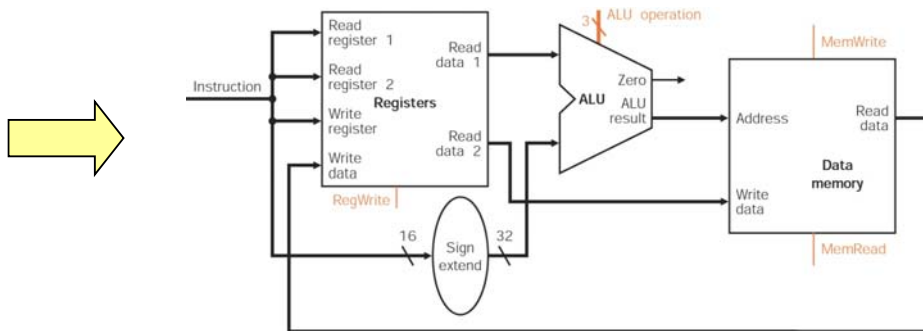 Instruction
Read
register 1
Read
register 2
Write
register
Write
data
Registers
Read
data 1
Read
data 2
RegWrite
16
Sign
extend
32
3
ALU operation
Zero
ALU
ALU
result
MemWrite
Address
Read
data
Data
memory
Write
data
MemRead